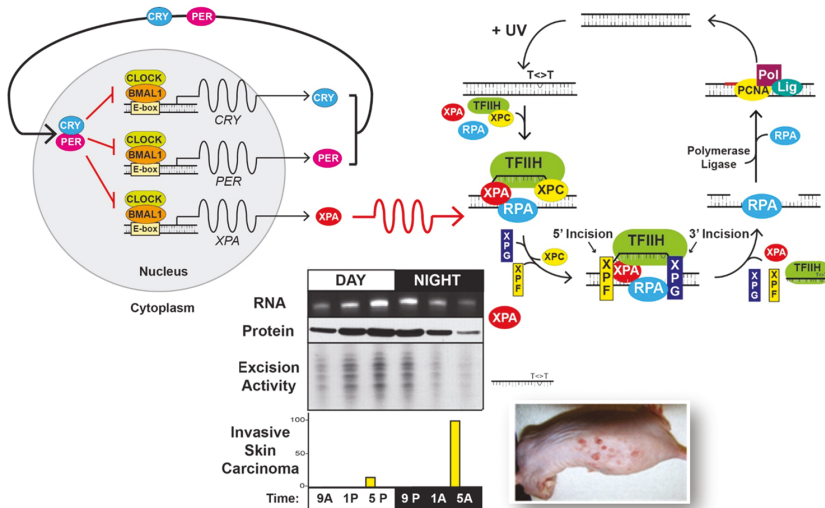 CRY PER
CLOCK
BMAL1
E-box
CRY
CRY
CRY
PER
CLOCK
BMAL1
E-box
PER
PER
CLOCK
BMAL1
E-box
XPA
XPA
Nucleus
Cytoplasm
+ UV
T<>T
XPA
TFIIH
XPC
RPA
TFIIH
XPA
XPC
RPA
XPG
XPF
XPC
5' Incision
3' Incision
TFIIH
XPF
XPA
RPA
XPG
XPA
XPG
XPF
TFIIH
RPA
Polymerase
Ligase
RPA
Pol
PCNA
Lig
DAY NIGHT
RNA
Protein
XPA
Excision
Activity
T<>T
Invasive
Skin
Carcinoma
100
50
0
Time: 9A 1P 5 P 9 P 1A 5A